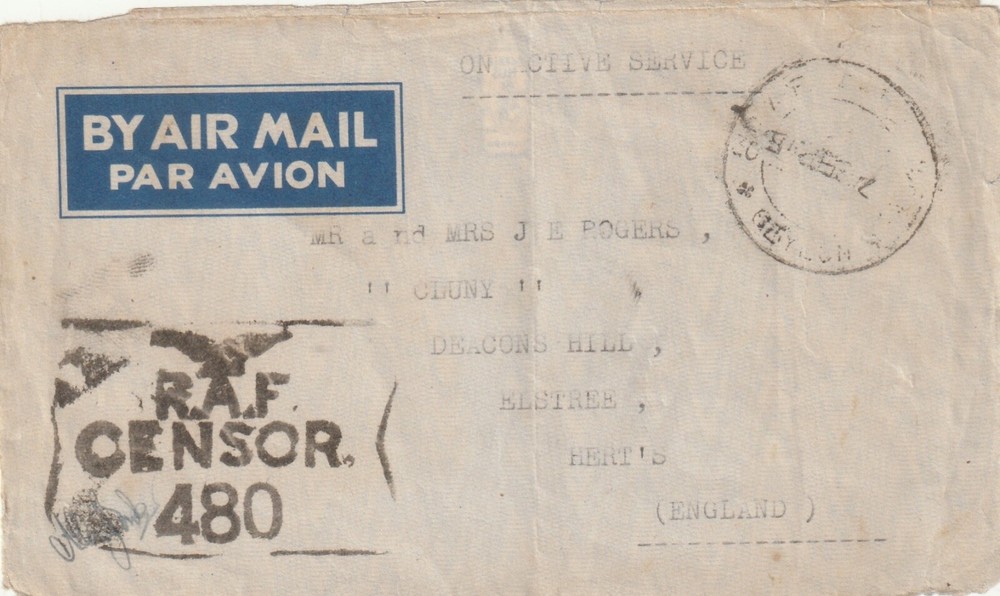 ON ACTIVE SERVICE
BY AIR MAIL
PAR AVION
MR a nd MRS J E ROGERS ,
'' CLUNY ''
DEACONS HILL ,
ELSTREE ,
HERT'S
(ENGLAND )
R.A.F.
CENSOR.
480
CEYLON